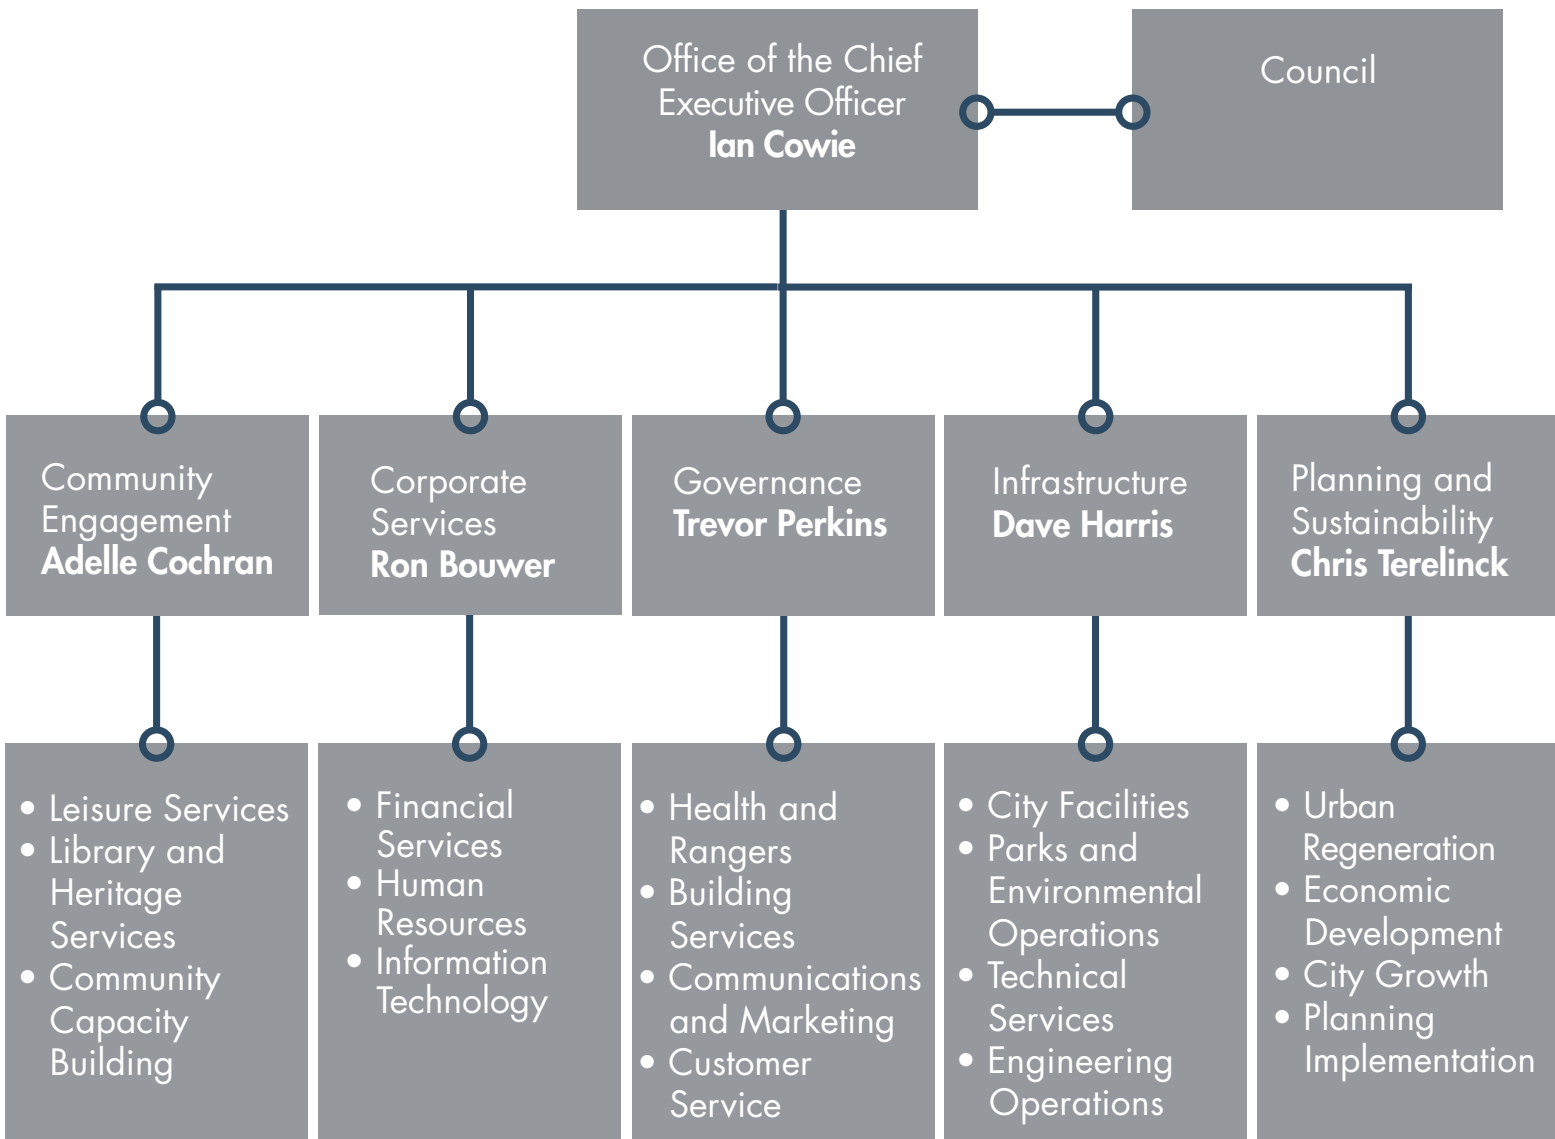 Office of the Chief
Executive Officer
Ian Cowie
Council
Community
Engagement
Adelle Cochran
Corporate
Services
Ron Bouwer
Governance
Trevor Perkins
Infrastructure
Dave Harris
Planning and
Sustainability
Chris Terelinck
• Leisure Services
• Library and
Heritage
Services
• Community
Capacity
Building
• Financial
Services
• Human
Resources
• Information
Technology
• Health and
Rangers
• Building
Services
• Communications
and Marketing
• Customer
Service
• City Facilities
• Parks and
Environmental
Operations
• Technical
Services
• Engineering
Operations
• Urban
Regeneration
• Economic
Development
• City Growth
• Planning
Implementation